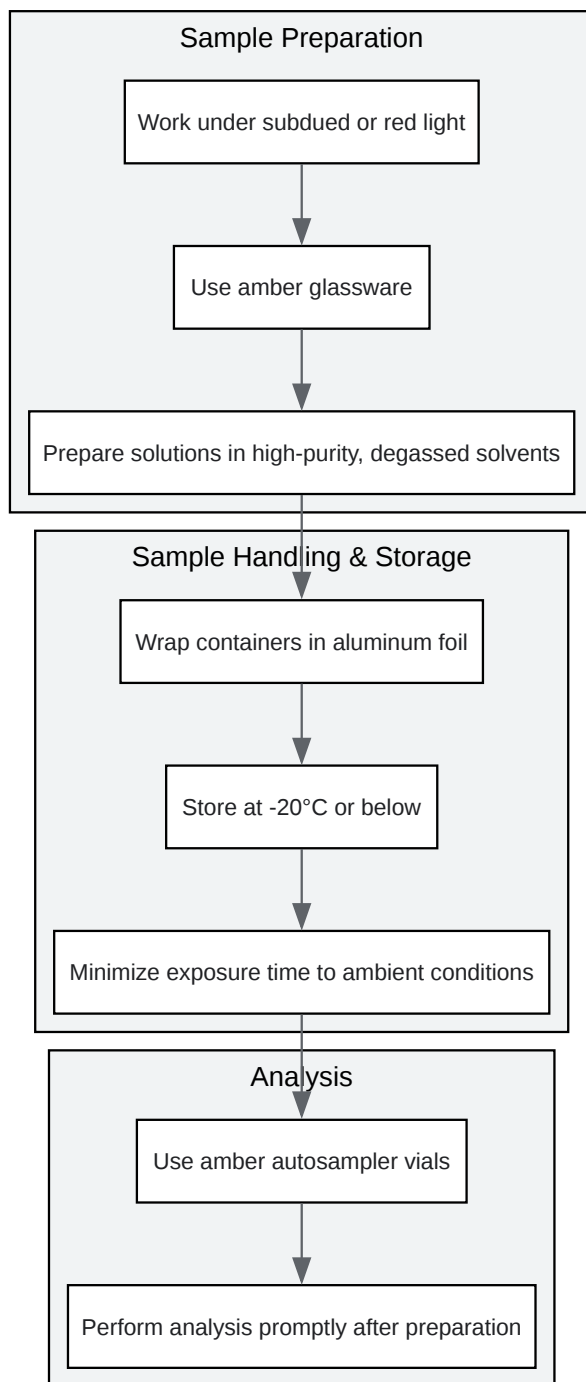 Sample Preparation
Work under subdued or red light
Use amber glassware
Prepare solutions in high-purity, degassed solvents
Sample Handling & Storage
Wrap containers in aluminum foil
Store at -20°C or below
Minimize exposure time to ambient conditions
Analysis
Use amber autosampler vials
Perform analysis promptly after preparation